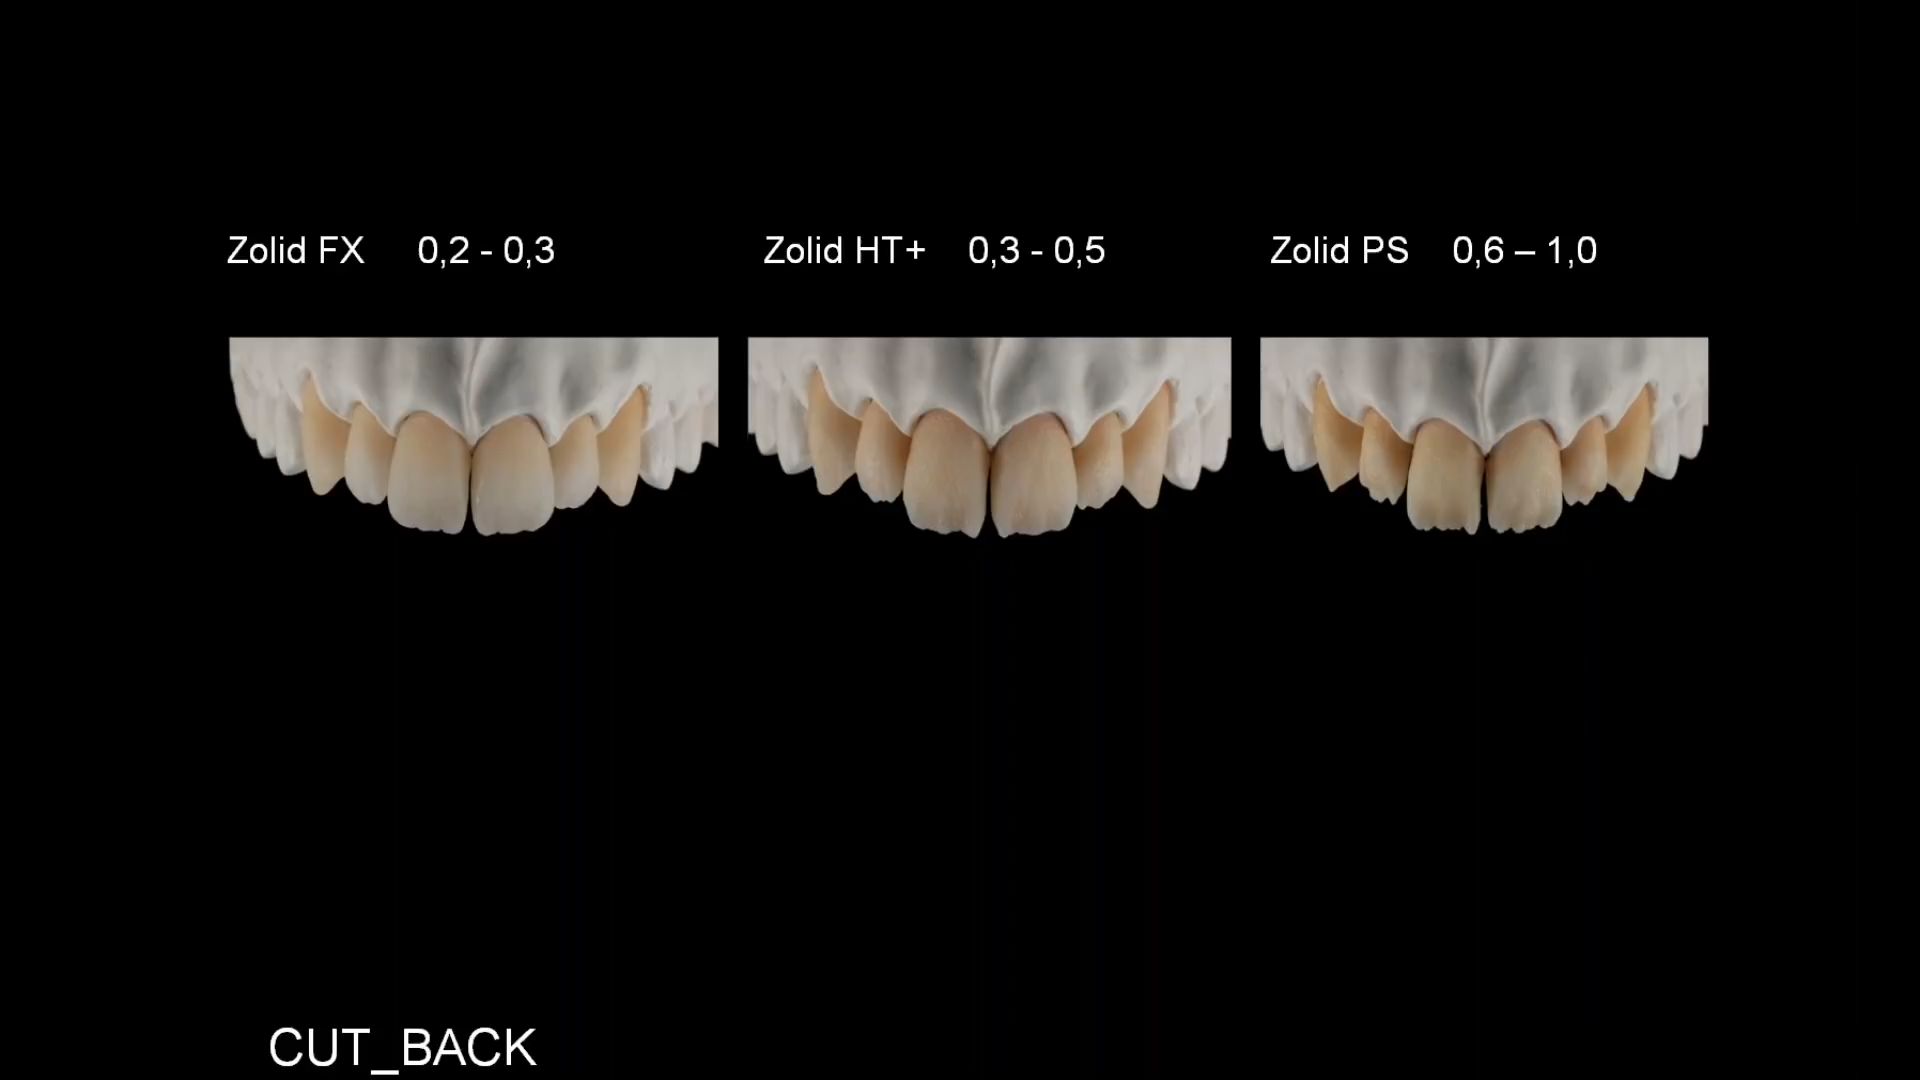 Zolid FX 0,2 - 0,3
Zolid HT+ 0,3 - 0,5
Zolid PS 0,6 – 1,0
CUT_BACK